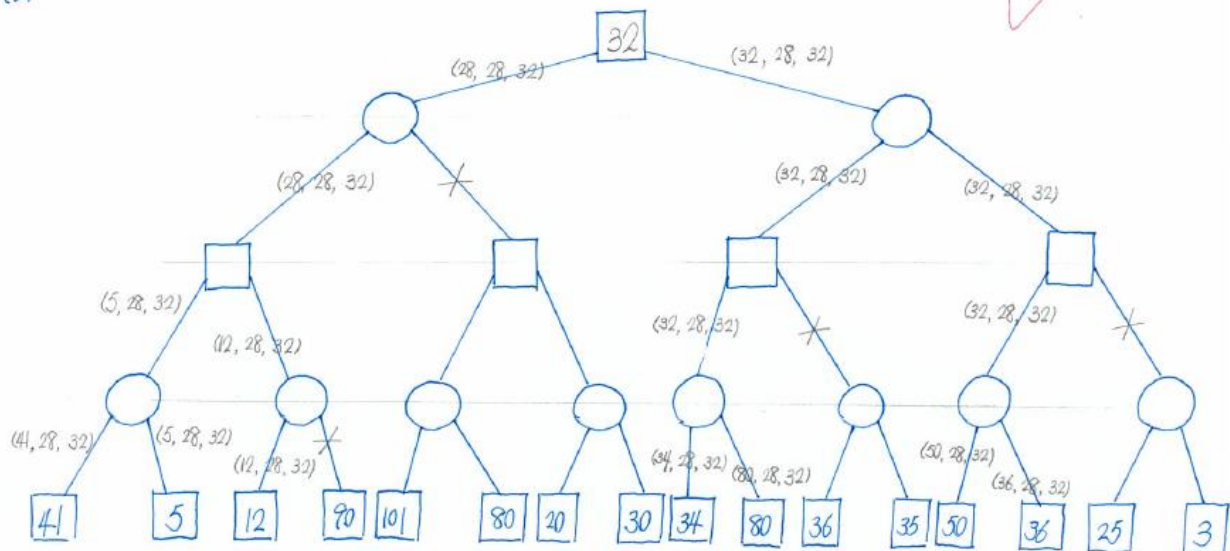 32
(28, 28, 32) (32, 28, 32)
(28, 28, 32) (32, 28, 32) (32, 28, 32)
(5, 28, 32) (12, 28, 32) (32, 28, 32) (32, 28, 32)
(41, 28, 32) (5, 28, 32) (12, 28, 32) (34, 28, 32) (80, 28, 32) (50, 28, 32) (36, 28, 32)
41 5 12 90 101 80 20 30 34 80 36 35 50 36 25 3